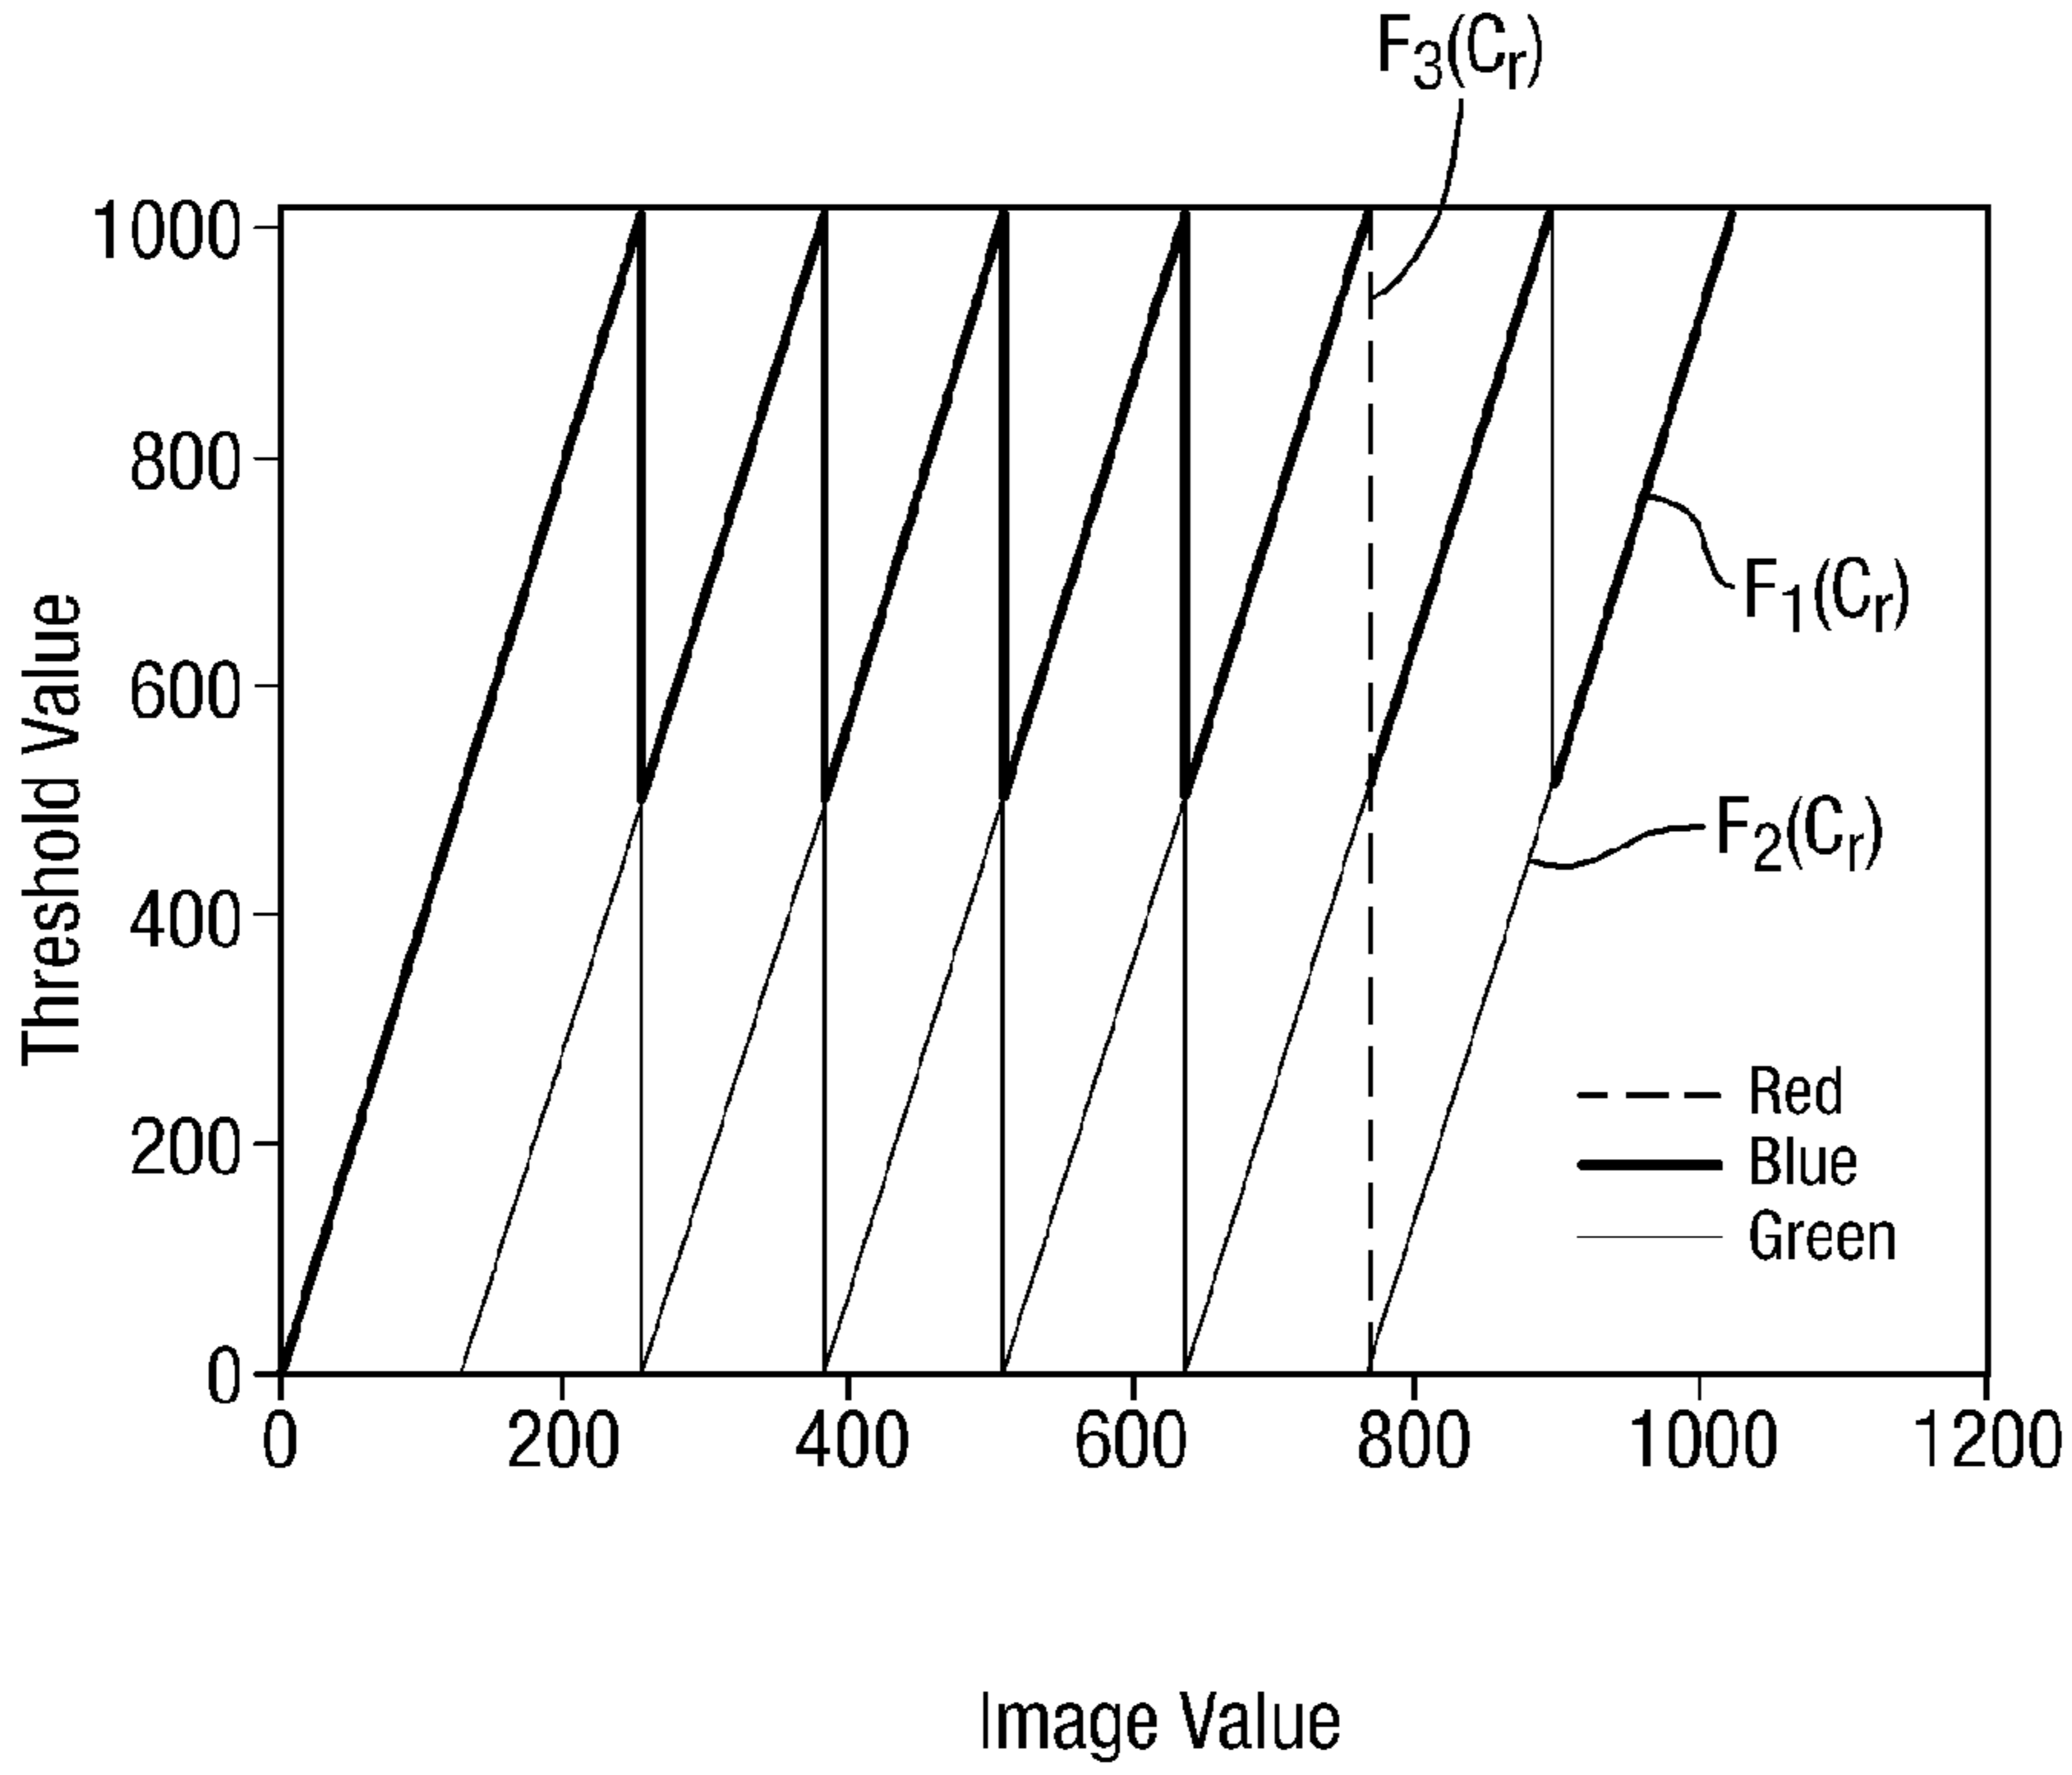 F3(Cr)
1000
800
600
400
200
0
Threshold Value
F1(Cr)
F2(Cr)
Red
Blue
Green
0 200 400 600 800 1000 1200
Image Value